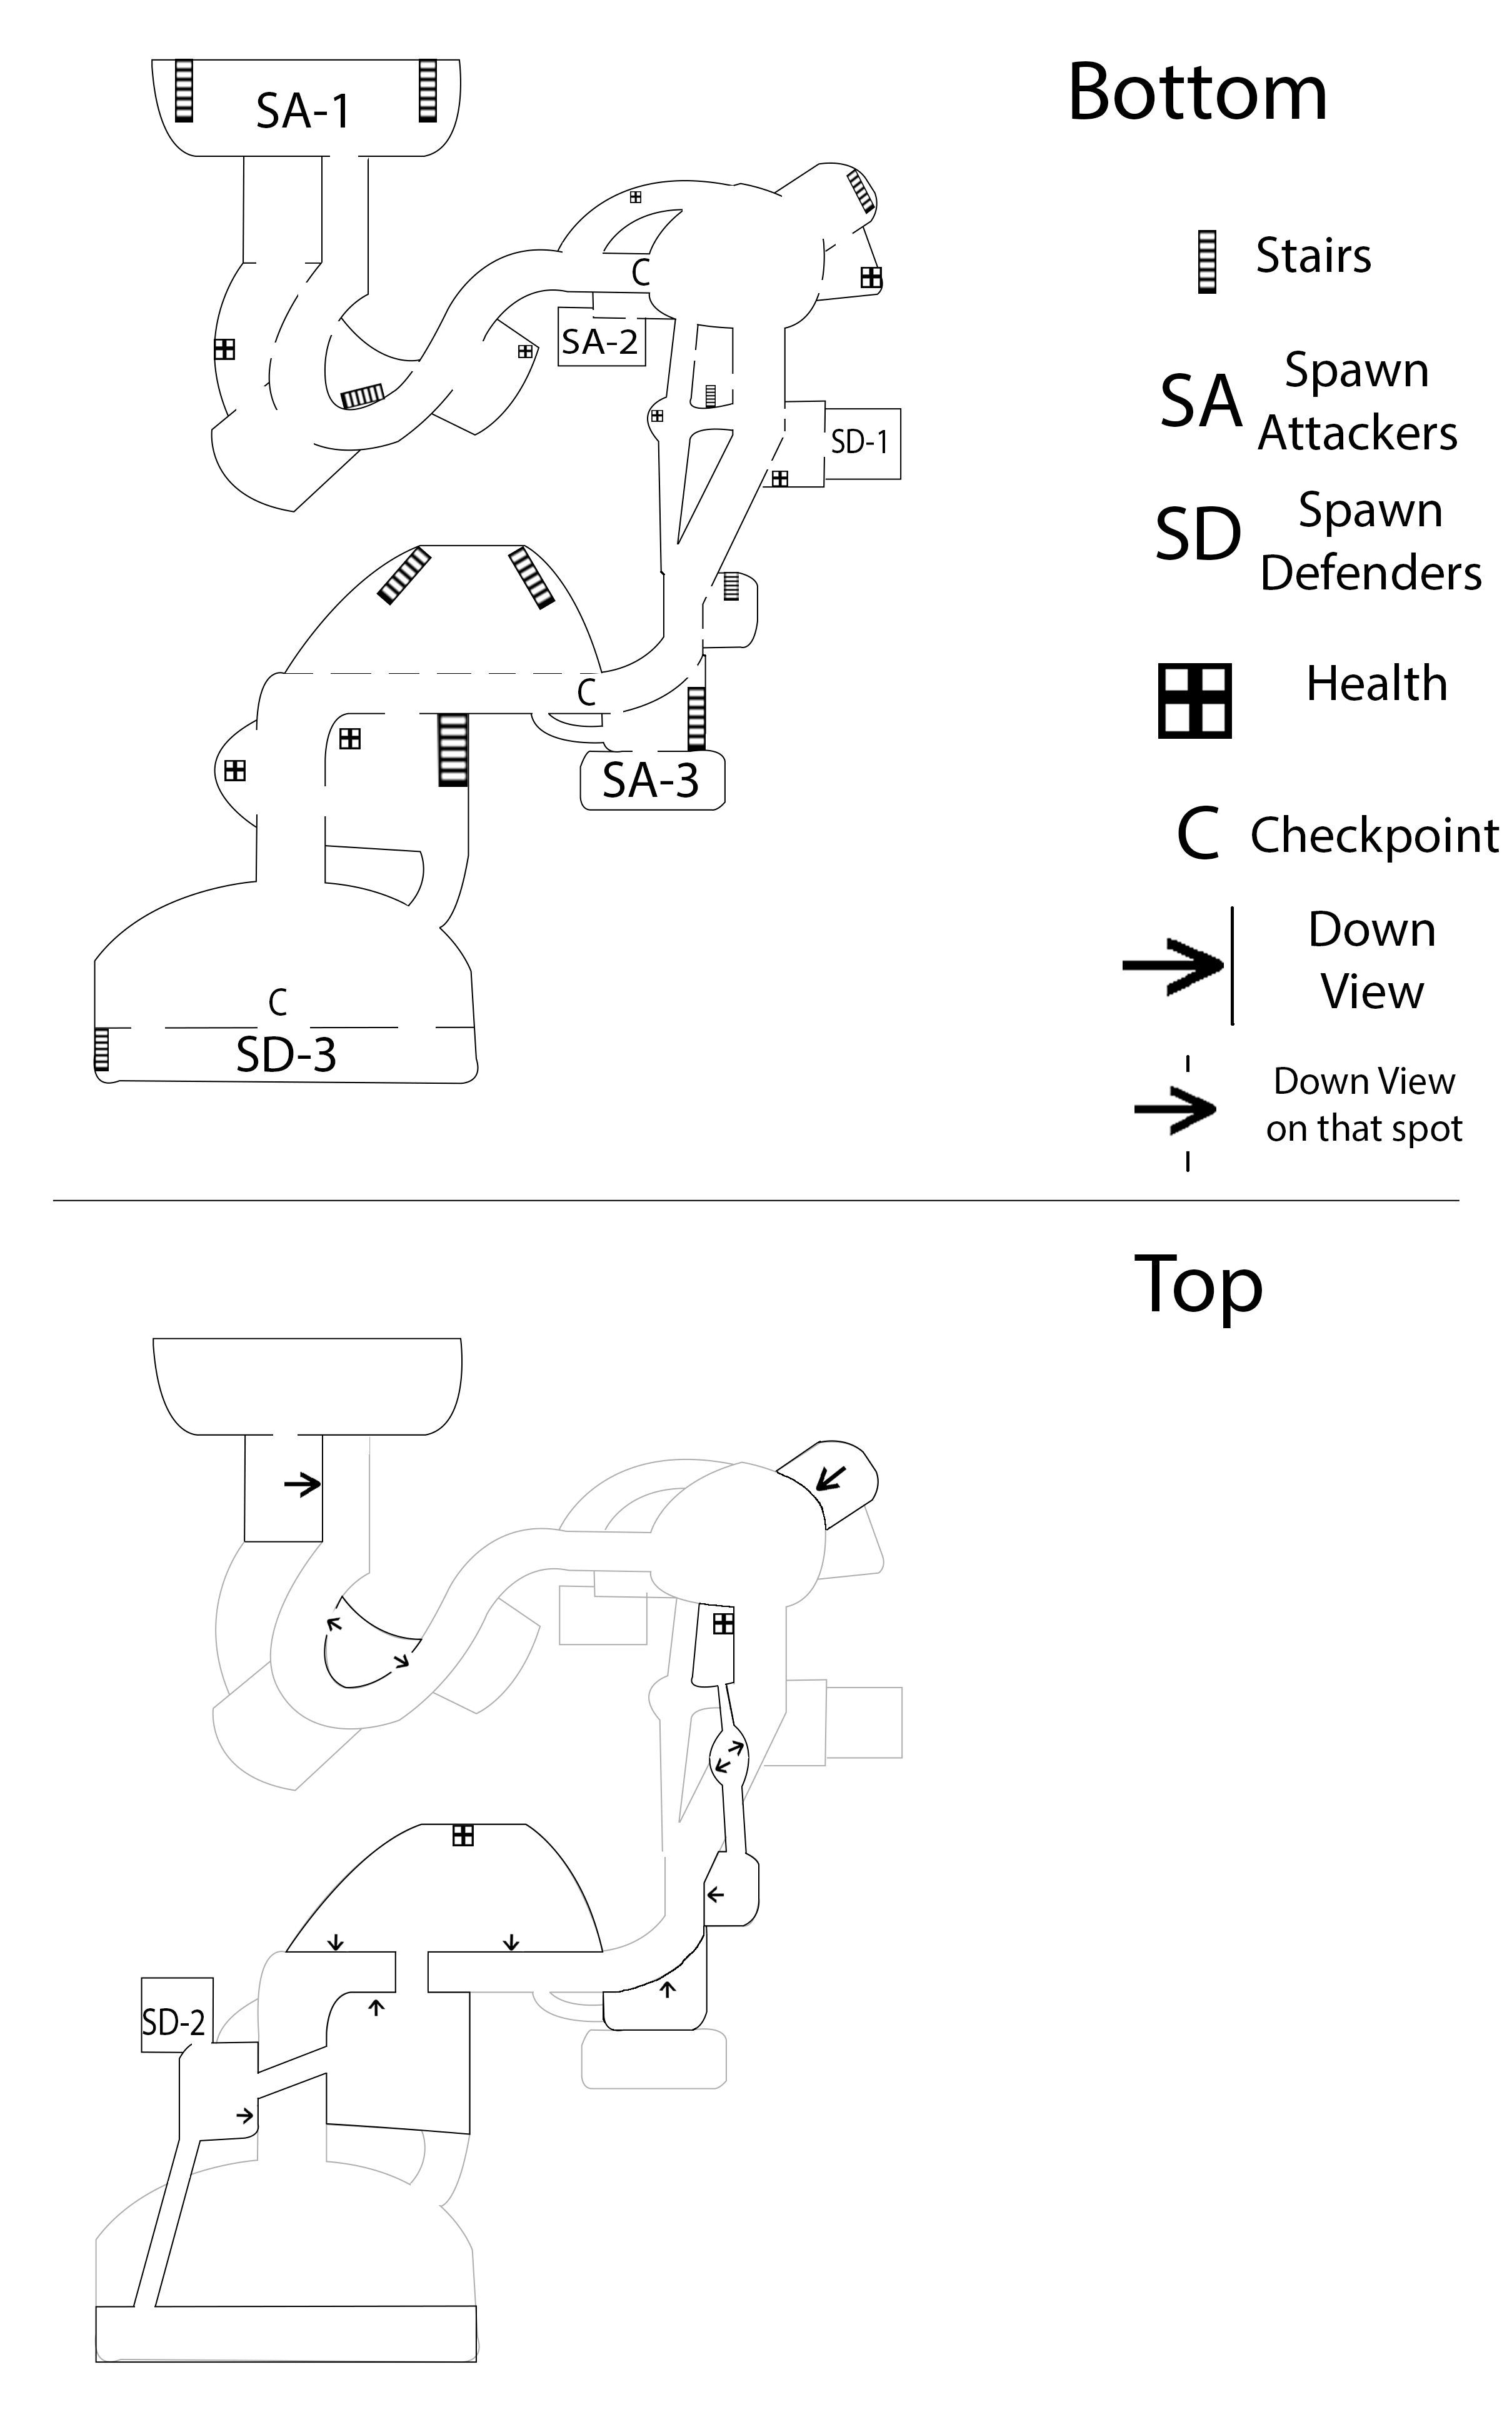 Bottom
SA-1
Stairs
C
SA-2
SA
Spawn
Attackers
SD-1
SD
Spawn
Defenders
C
Health
SA-3
C
Checkpoint
Down
View
C
SD-3
Down View
on that spot
Top
SD-2